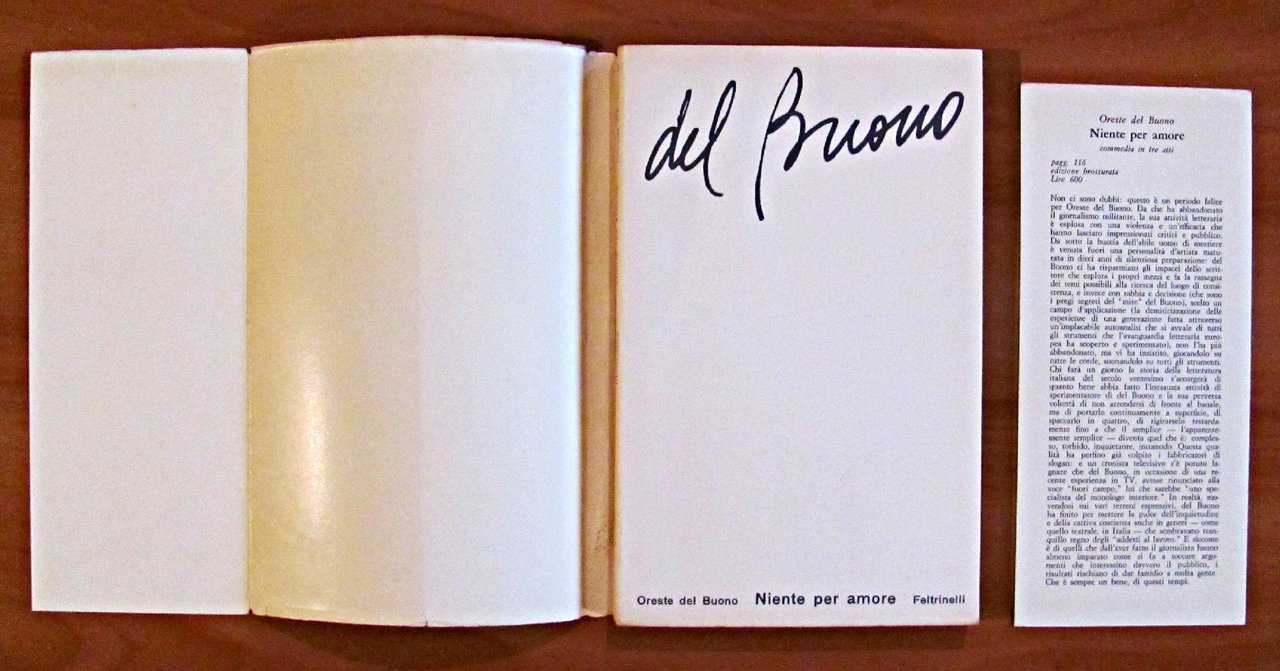 del Buono
Oreste del Buono Niente per amore Feltrinelli
Oreste del Buono
Niente per amore
commedia in tre atti
pagg. 116
edizione brossurata
Lire 600
Non ci sono dubbi: questo è un periodo felice
per Oreste del Buono. Da che ha abbandonato
il giornalismo militante, la sua attività letteraria
è esplosa con una violenza e un'efficacia che
hanno lasciato impressionati critici e pubblico.
Da sotto la buccia dell'abile uomo di mestiere
è venuta fuori una personalità d'artista matu-
rata in dieci anni di silenziosa preparazione: del
Buono ci ha risparmiato gli impacci dello scrit-
tore che esplora i propri mezzi e fa la rassegna
dei temi possibili alla ricerca del luogo di consi-
stenza, e invece con rabbia e decisione (che sono
i pregi segreti del "mite" del Buono), scelto un
campo d'applicazione (la demiticizzazione delle
esperienze di una generazione fatta attraverso
un'implacabile autoanalisi che si avvale di tutti
gli strumenti che l'avanguardia letteraria euro-
pea ha scoperto e sperimentato), non l'ha più
abbandonato, ma vi ha insistito, giocandolo su
tutte le corde, suonandolo su tutti gli strumenti.
Chi farà un giorno la storia della letteratura
italiana del secolo ventesimo s'accorgerà di
quanto bene abbia fatto l'inesausta attività di
sperimentatore di del Buono e la sua perversa
volontà di non arrendersi di fronte al banale,
ma di portarlo continuamente a superficie, di
spaccarlo in quattro, di rigirarselo testarda-
mente fino a che il semplice — l'apparente-
mente semplice — diventa quel che è: comples-
so, torbido, inquietante, incomodo. Questa qua-
lità ha perfino già colpito i fabbricatori di
slogan: e un cronista televisivo s'è potuto la-
gnare che del Buono, in occasione di una re-
cente esperienza in TV, avesse rinunciato alla
voce "fuori campo," lui che sarebbe "uno spe-
cialista del monologo interiore." In realtà, mo-
vendosi sui vari terreni espressivi, del Buono
ha finito per mettere la pulce dell'inquietudine
e della cattiva coscienza anche in generi — come
quello teatrale, in Italia — che sembravano tran-
quillo regno degli "addetti al lavoro." E siccome
è di quelli che dall'aver fatto il giornalista hanno
almeno imparato come si fa a toccare argo-
menti che interessino davvero il pubblico, i
risultati rischiano di dar fastidio a molta gente.
Che è sempre un bene, di questi tempi.